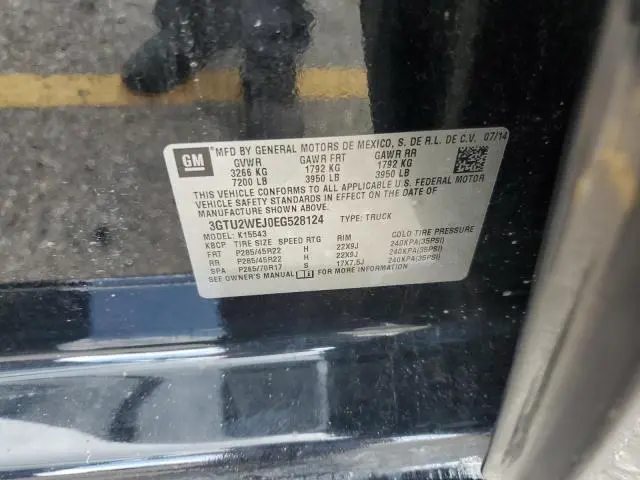 GM
MFD BY GENERAL MOTORS DE MEXICO, S. DE R.L. DE C.V. 07/14
GVWR GAWR FRT GAWR RR
3266 KG 1792 KG 1792 KG
7200 LB 3950 LB 3950 LB
THIS VEHICLE CONFORMS TO ALL APPLICABLE U.S. FEDERAL MOTOR
VEHICLE SAFETY STANDARDS IN EFFECT ON THE DATE OF
MANUFACTURE SHOWN ABOVE.
3GTU2WEJ0EG528124 TYPE: TRUCK
MODEL: K15543
KBCP TIRE SIZE SPEED RTG RIM COLD TIRE PRESSURE
FRT P285/45R22 H 22X9J 240KPA(35PSI)
RR P285/45R22 H 22X9J 240KPA(35PSI)
SPA P265/70R17 S 17X7.5J 240KPA(35PSI)
SEE OWNER'S MANUAL FOR MORE INFORMATION.